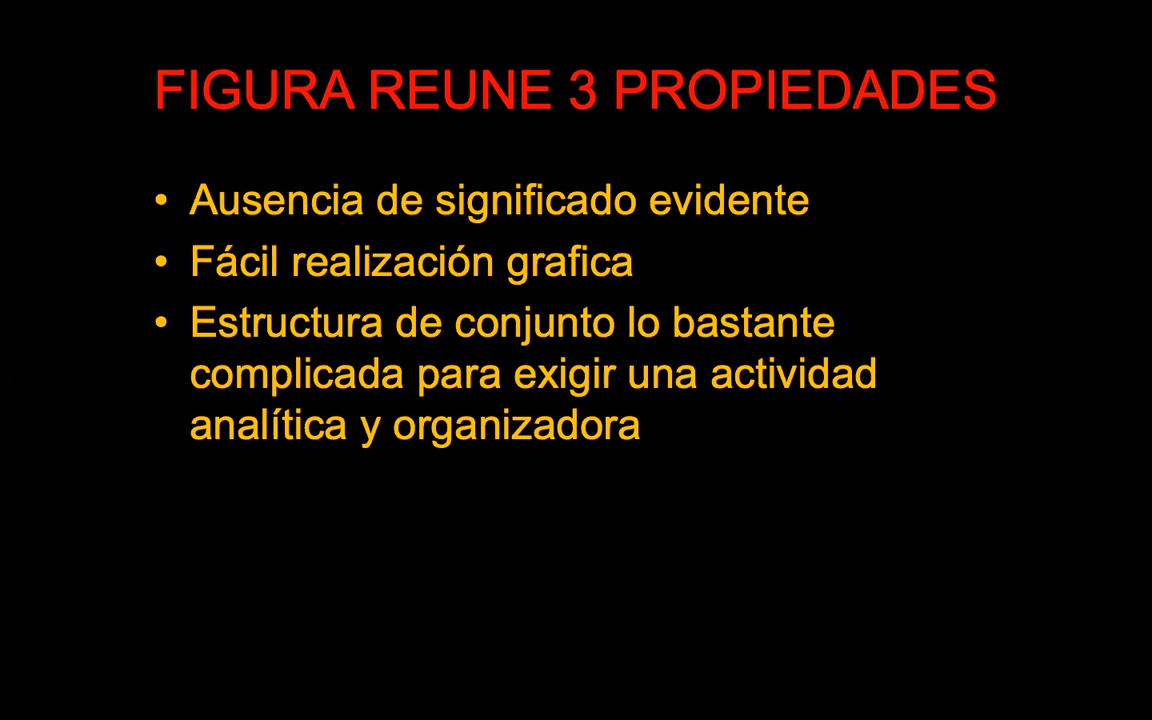 FIGURA REUNE 3 PROPIEDADES
• Ausencia de significado evidente
• Fácil realización grafica
• Estructura de conjunto lo bastante
complicada para exigir una actividad
analítica y organizadora